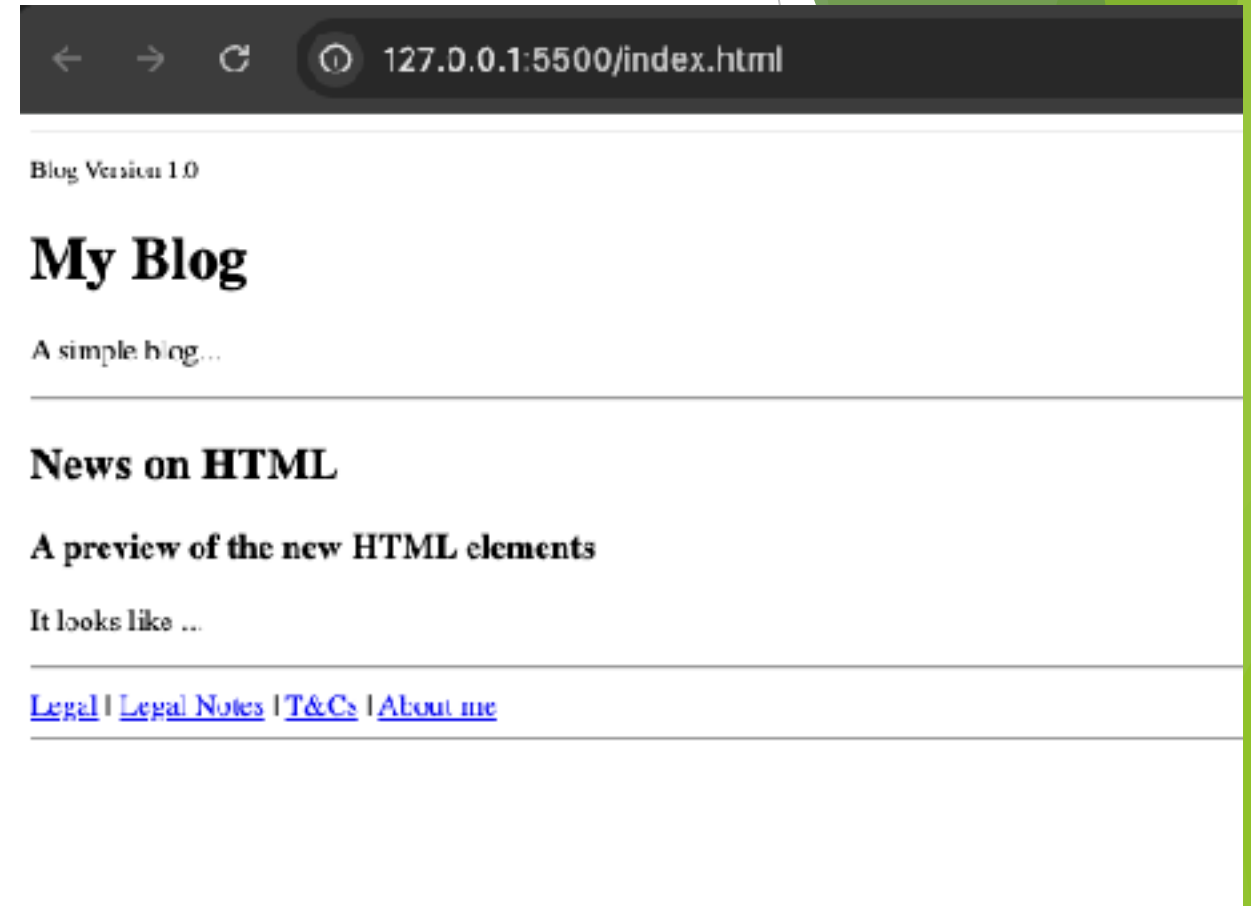 127.0.0.1:5500/index.html
Blog Version 1.0
My Blog
A simple blog...
News on HTML
A preview of the new HTML elements
It looks like ...
Legal | Legal Notes | T&Cs | About me